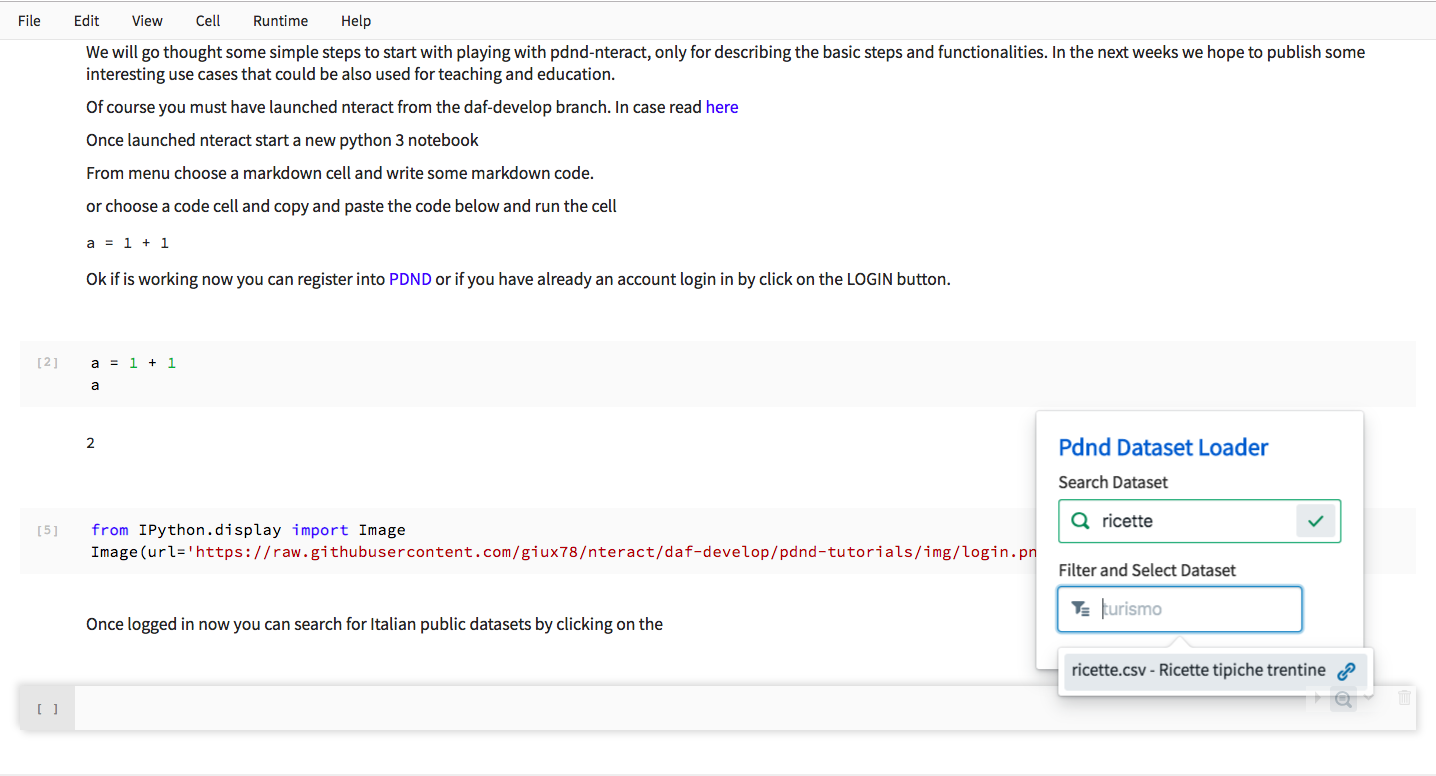 File Edit View Cell Runtime Help
We will go thought some simple steps to start with playing with pdnd-nteract, only for describing the basic steps and functionalities. In the next weeks we hope to publish some
interesting use cases that could be also used for teaching and education.
Of course you must have launched nteract from the daf-develop branch. In case read here
Once launched nteract start a new python 3 notebook
From menu choose a markdown cell and write some markdown code.
or choose a code cell and copy and paste the code below and run the cell
a = 1 + 1
Ok if is working now you can register into PDND or if you have already an account login in by click on the LOGIN button.
[2] a = 1 + 1
a
2
[5] from IPython.display import Image
Image(url='https://raw.githubusercontent.com/giux78/nteract/daf-develop/pdnd-tutorials/img/login.pn
Once logged in now you can search for Italian public datasets by clicking on the
[ ]
Pdnd Dataset Loader
Search Dataset
ricette
Filter and Select Dataset
turismo
ricette.csv - Ricette tipiche trentine